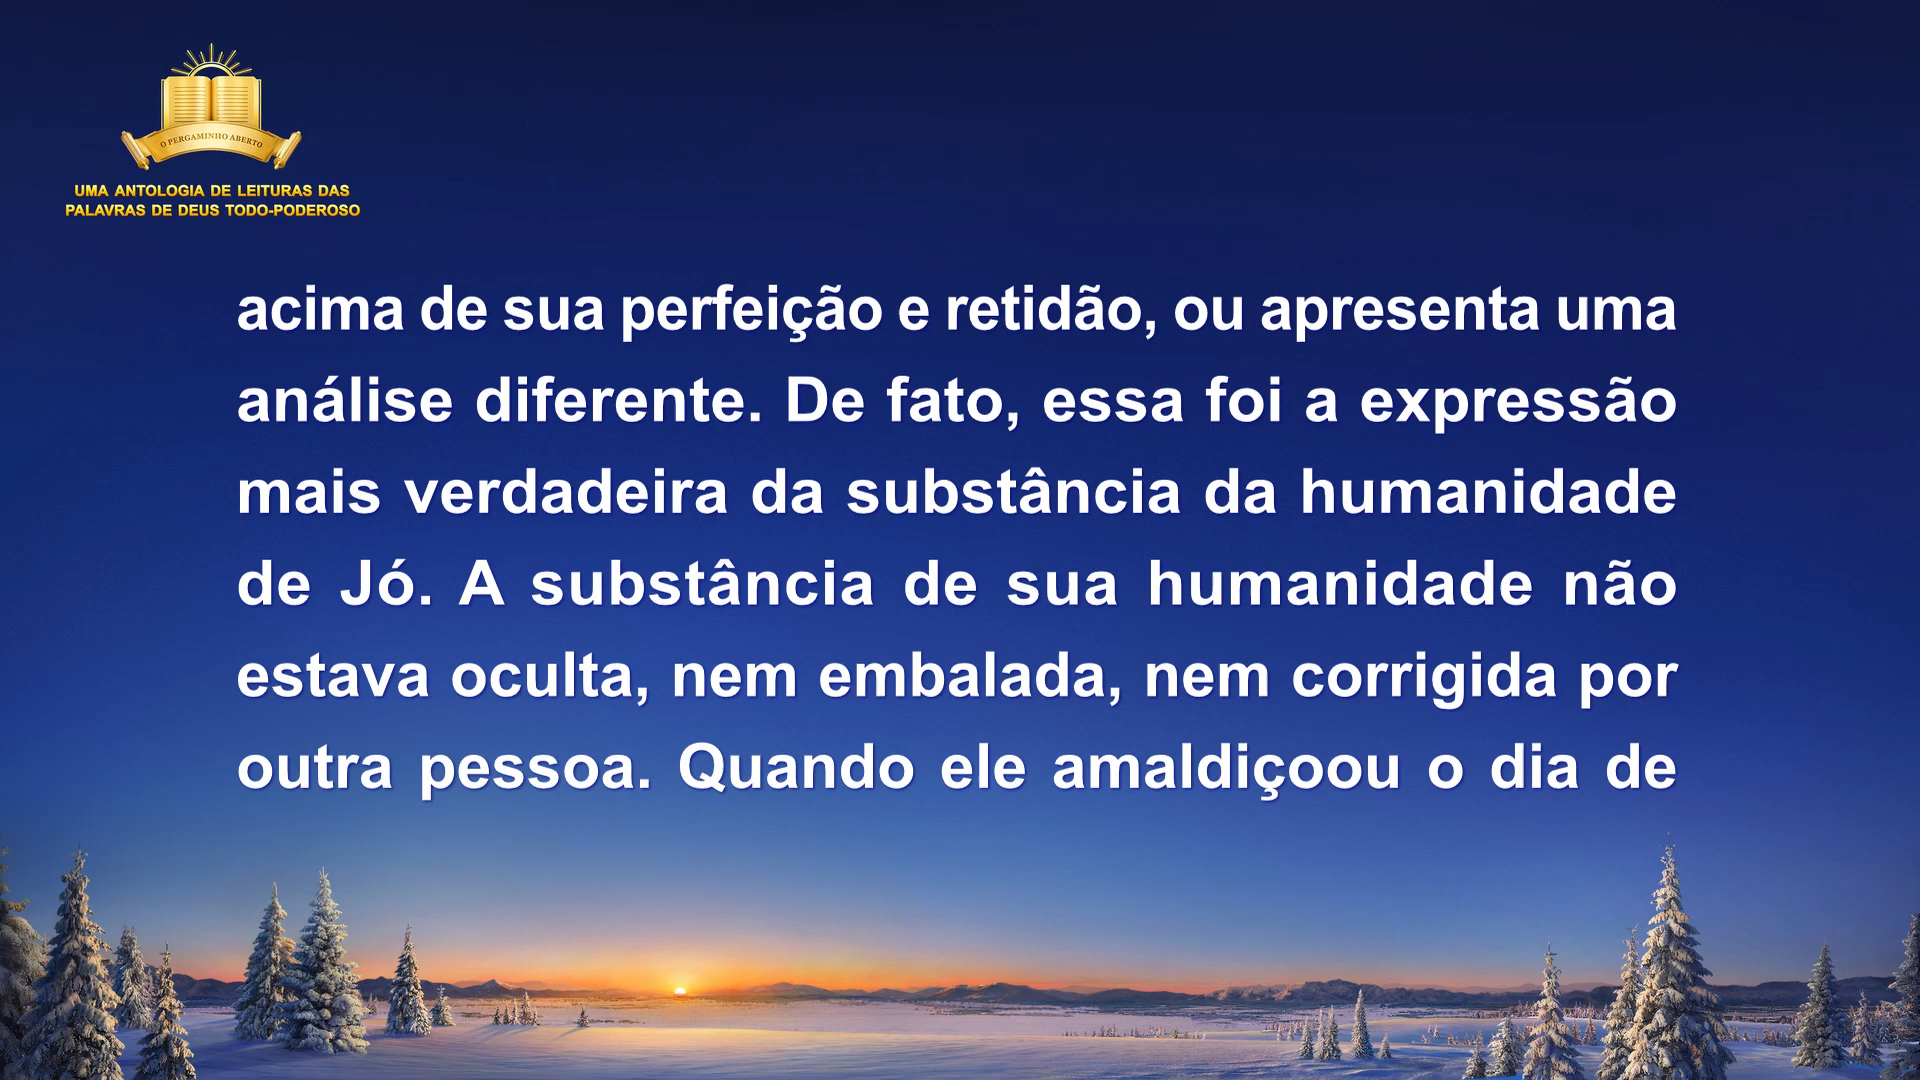 O PERGAMINHO ABERTO
UMA ANTOLOGIA DE LEITURAS DAS
PALAVRAS DE DEUS TODO-PODEROSO
acima de sua perfeição e retidão, ou apresenta uma
análise diferente. De fato, essa foi a expressão
mais verdadeira da substância da humanidade
de Jó. A substância de sua humanidade não
estava oculta, nem embalada, nem corrigida por
outra pessoa. Quando ele amaldiçoou o dia de